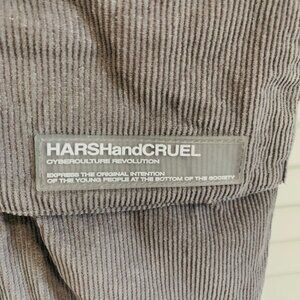 HARSHandCRUEL
CYBERCULTURE REVOLUTION
EXPRESS THE ORIGINAL INTENTION
OF THE YOUNG PEOPLE AT THE BOTTOM OF THE SOCIETY